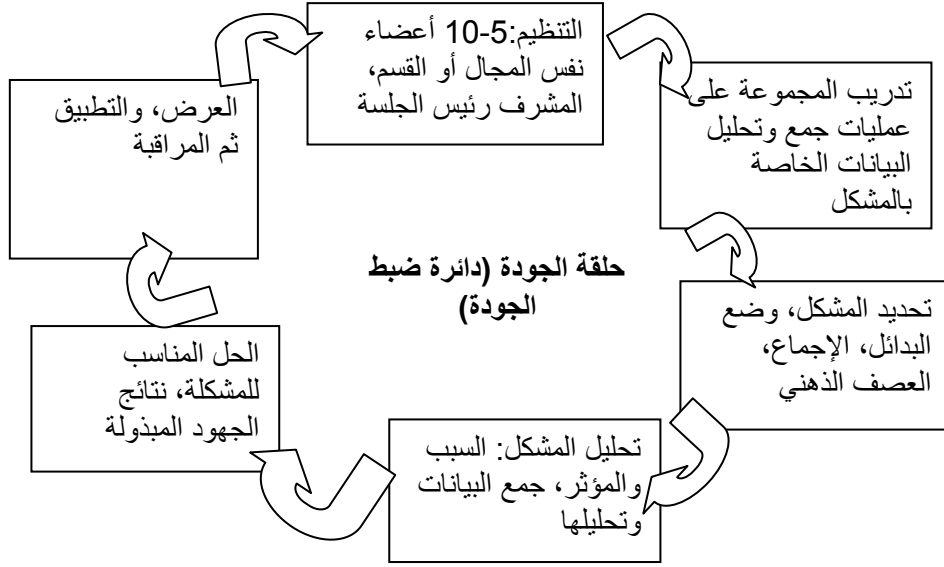 التنظيم:5-10 أعضاء
نفس المجال أو القسم،
المشرف رئيس الجلسة
تدريب المجموعة على
عمليات جمع وتحليل
البيانات الخاصة
بالمشكل
تحديد المشكل، وضع
البدائل، الإجماع،
العصف الذهني
تحليل المشكل: السبب
والمؤثر، جمع البيانات
وتحليلها
الحل المناسب
للمشكلة، نتائج
الجهود المبذولة
العرض، والتطبيق
ثم المراقبة
حلقة الجودة (دائرة ضبط
الجودة)